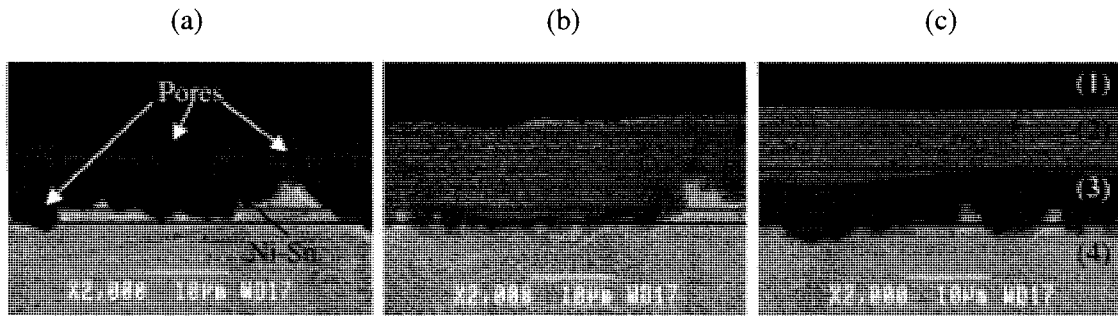 (a)
(b)
(c)
Pores
Ni-Sn
X2,000 10μm WD17
X2,000 10μm WD17
(1)
(2)
(3)
(4)
X2,000 10μm WD17